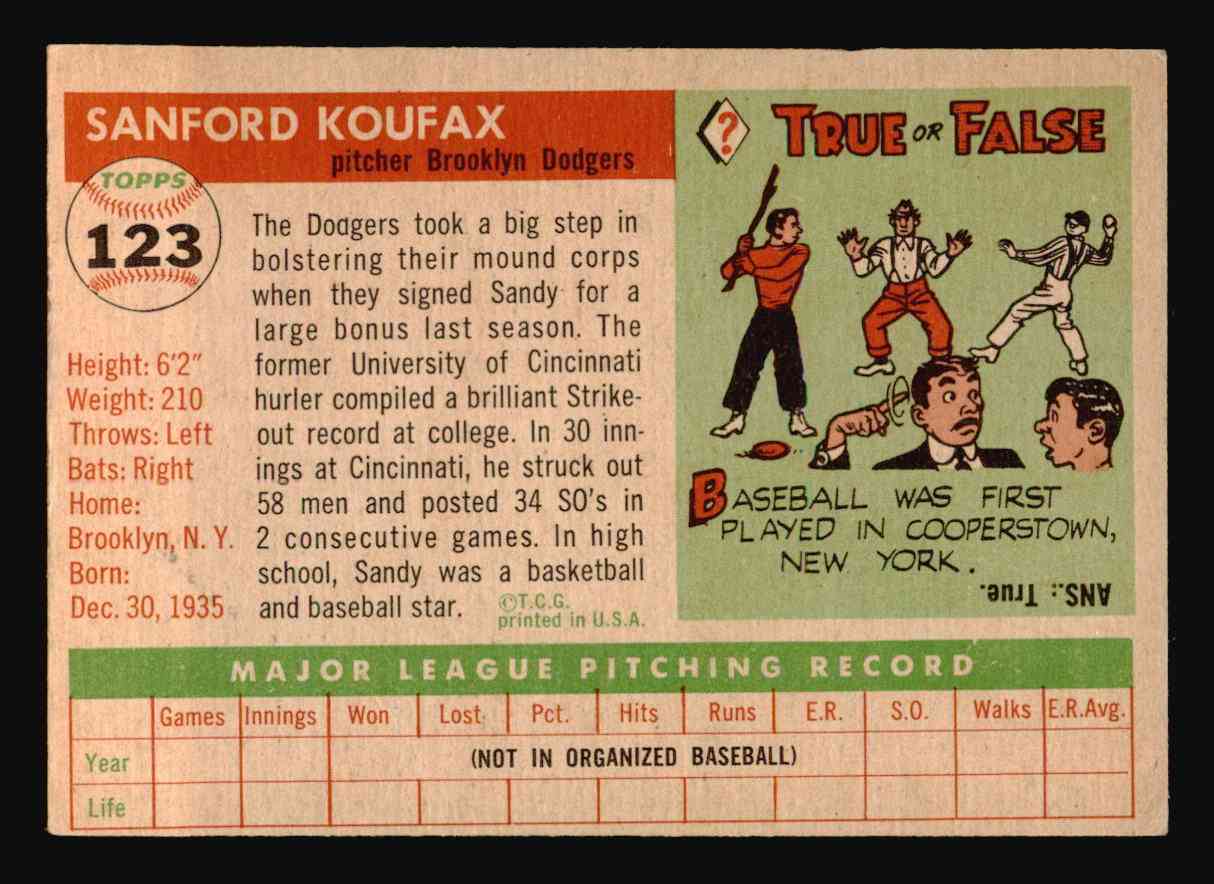 SANFORD KOUFAX
pitcher Brooklyn Dodgers
TOPPS
123
Height: 6'2"
Weight: 210
Throws: Left
Bats: Right
Home:
Brooklyn, N. Y.
Born:
Dec. 30, 1935
The Dodgers took a big step in
bolstering their mound corps
when they signed Sandy for a
large bonus last season. The
former University of Cincinnati
hurler compiled a brilliant Strike-
out record at college. In 30 inn-
ings at Cincinnati, he struck out
58 men and posted 34 SO's in
2 consecutive games. In high
school, Sandy was a basketball
and baseball star.
©T.C.G.
printed in U.S.A.
?
TRUE OR FALSE
BASEBALL WAS FIRST
PLAYED IN COOPERSTOWN,
NEW YORK.
ANS.: True.
MAJOR LEAGUE PITCHING RECORD
Games Innings Won Lost Pct. Hits Runs E.R. S.O. Walks E.R.Avg.
Year (NOT IN ORGANIZED BASEBALL)
Life